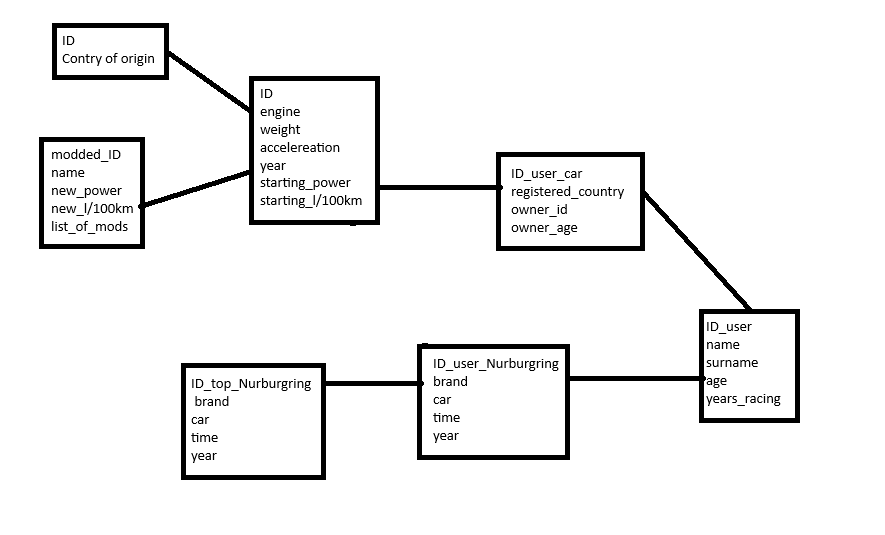 ID
Contry of origin
ID
engine
weight
accelereation
year
starting_power
starting_l/100km
modded_ID
name
new_power
new_l/100km
list_of_mods
ID_user_car
registered_country
owner_id
owner_age
ID_user
name
surname
age
years_racing
ID_user_Nurburgring
brand
car
time
year
ID_top_Nurburgring
brand
car
time
year